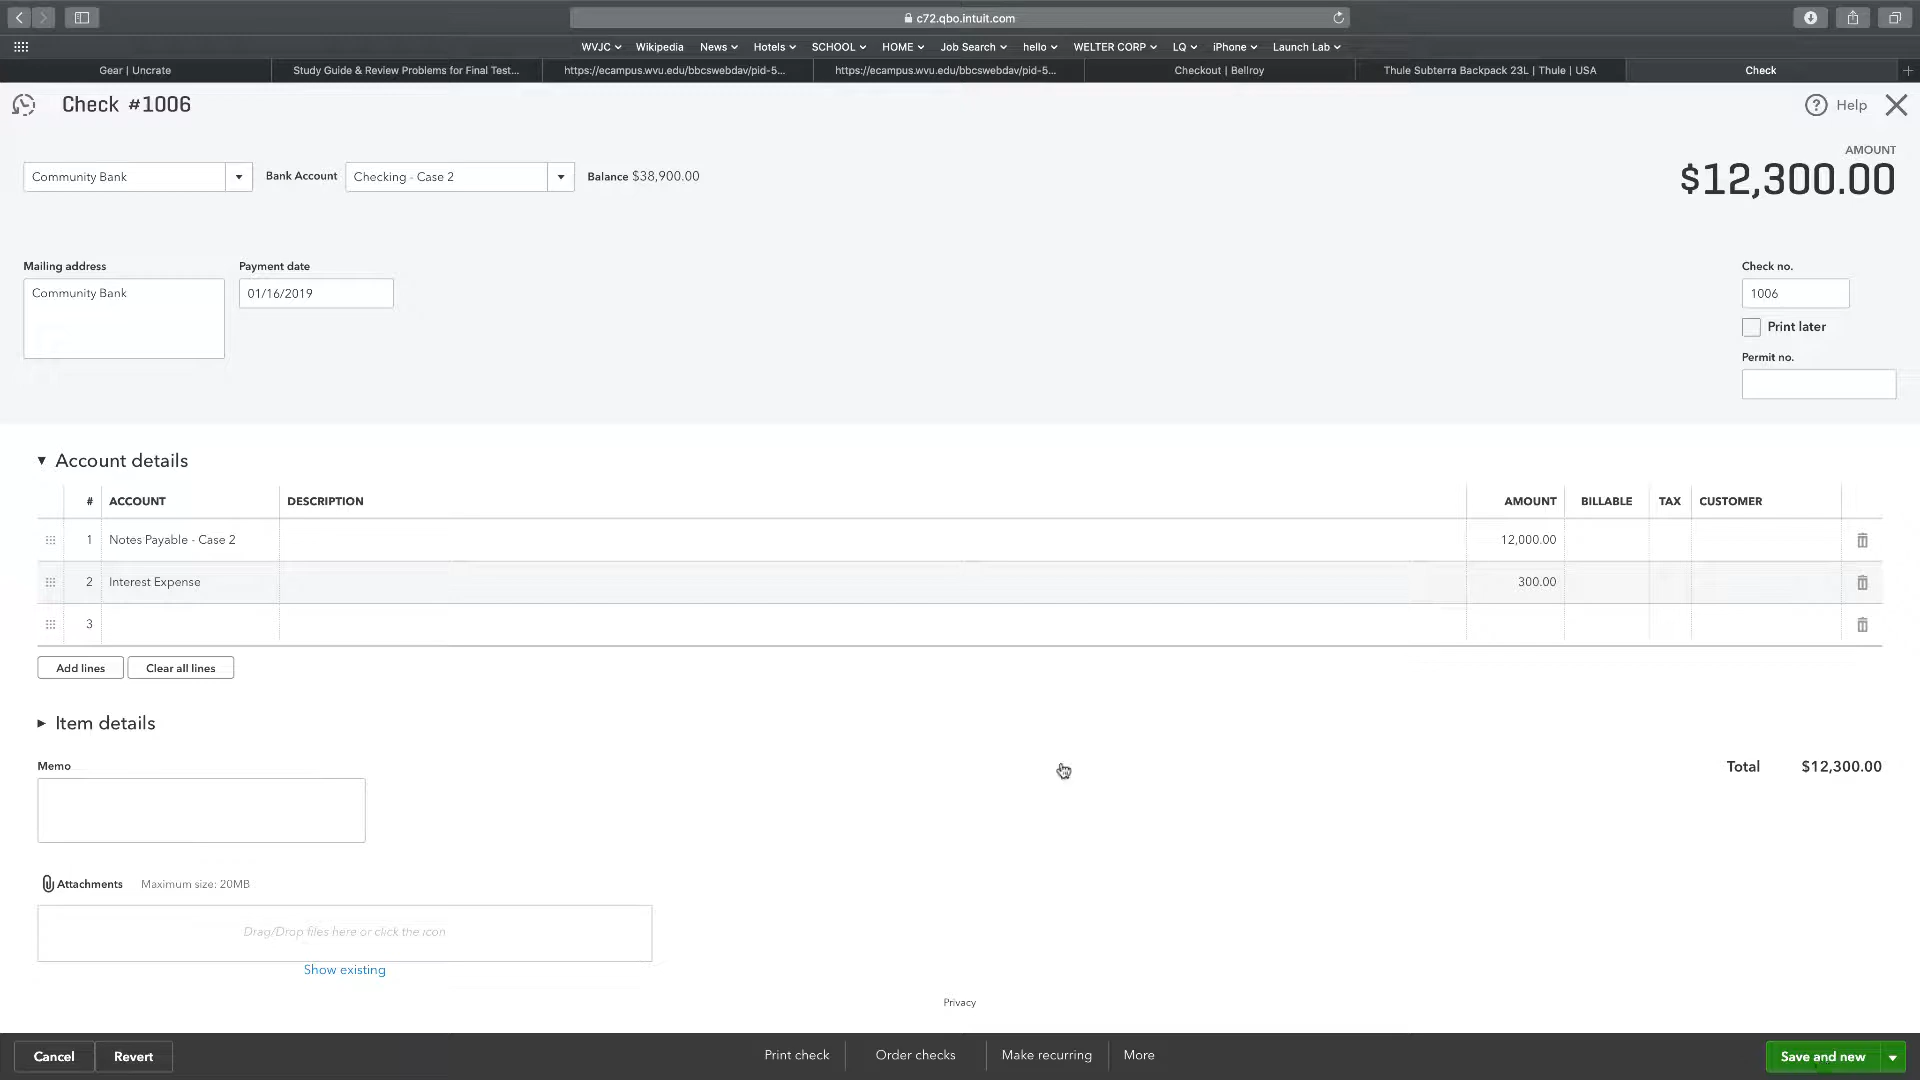 c72.qbo.intuit.com
WVJC Wikipedia News Hotels SCHOOL HOME Job Search hello WELTER CORP LQ iPhone Launch Lab
Gear | Uncrate Study Guide & Review Problems for Final Test... https://ecampus.wvu.edu/bbcswebdav/pid-5... https://ecampus.wvu.edu/bbcswebdav/pid-5... Checkout | Bellroy Thule Subterra Backpack 23L | Thule | USA Check
Check #1006 Help
AMOUNT
Community Bank Bank Account Checking - Case 2 Balance $38,900.00 $12,300.00
Mailing address Payment date Check no.
Community Bank 01/16/2019 1006
Print later
Permit no.
Account details
# ACCOUNT DESCRIPTION AMOUNT BILLABLE TAX CUSTOMER
1 Notes Payable - Case 2 12,000.00
2 Interest Expense 300.00
3
Add lines Clear all lines
Item details
Memo Total $12,300.00
Attachments Maximum size: 20MB
Drag/Drop files here or click the icon
Show existing
Privacy
Cancel Revert Print check Order checks Make recurring More Save and new